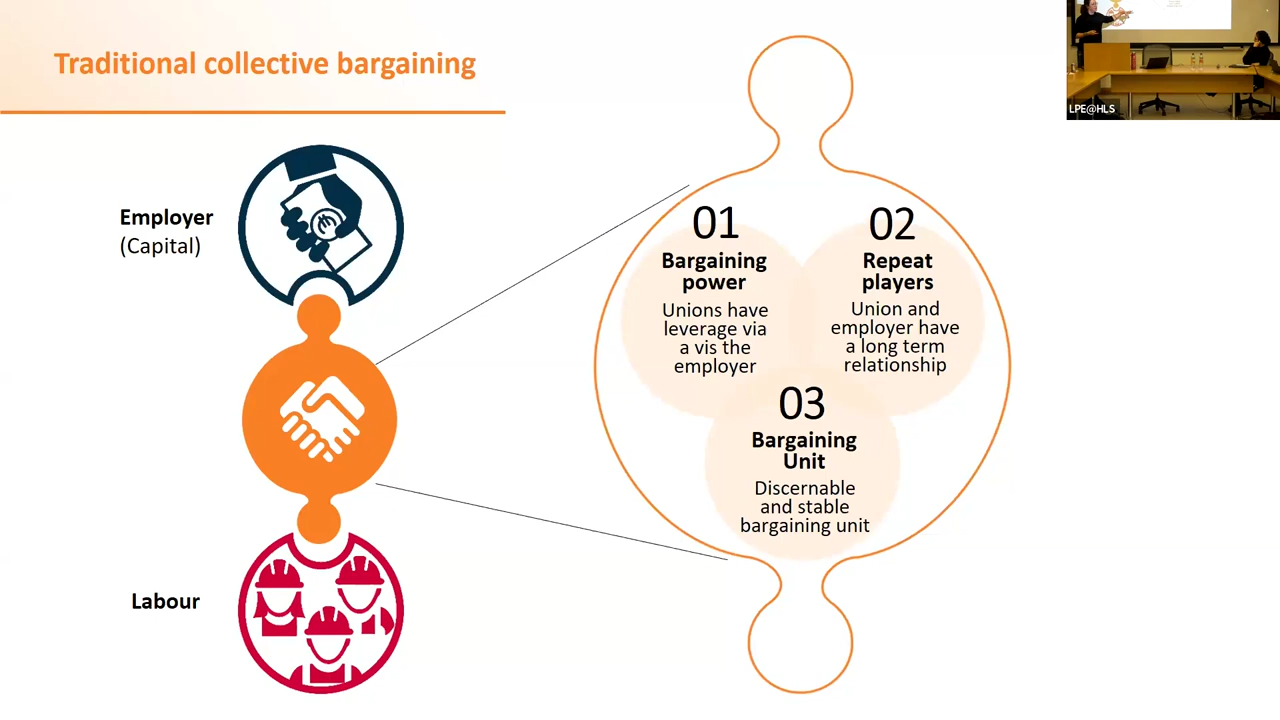 Traditional collective bargaining
LPE@HLS
Employer
(Capital)
Labour
01
Bargaining
power
Unions have
leverage via
a vis the
employer
02
Repeat
players
Union and
employer have
a long term
relationship
03
Bargaining
Unit
Discernable
and stable
bargaining unit